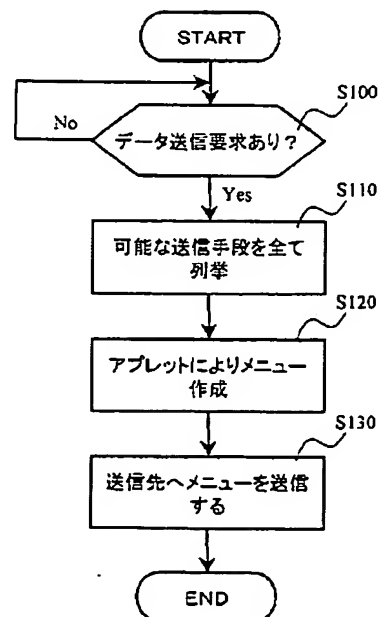 START
S100
No
データ送信要求あり？
Yes
S110
可能な送信手段を全て
列挙
S120
アプレットによりメニュー
作成
S130
送信先へメニューを送信
する
END